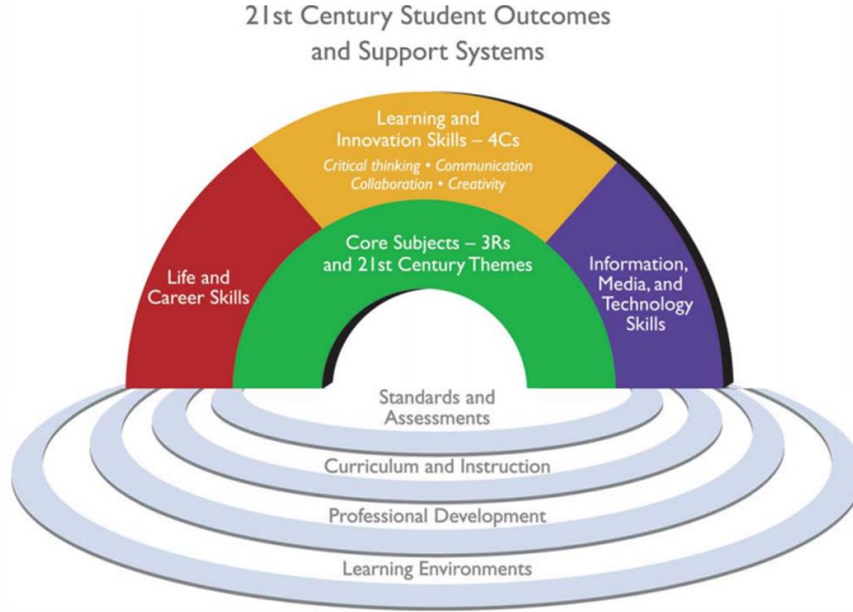 21st Century Student Outcomes
and Support Systems
Learning and
Innovation Skills – 4Cs
Critical thinking • Communication
Collaboration • Creativity
Core Subjects – 3Rs
and 21st Century Themes
Life and
Career Skills
Information,
Media, and
Technology
Skills
Standards and
Assessments
Curriculum and Instruction
Professional Development
Learning Environments